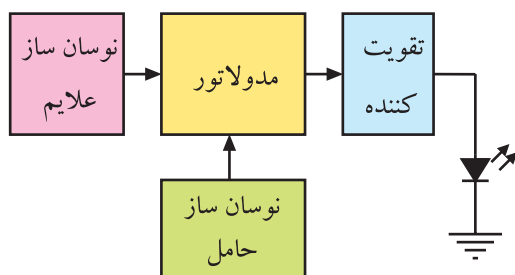 نوسان ساز
علایم
مدولاتور
تقویت
کننده
نوسان ساز
حامل